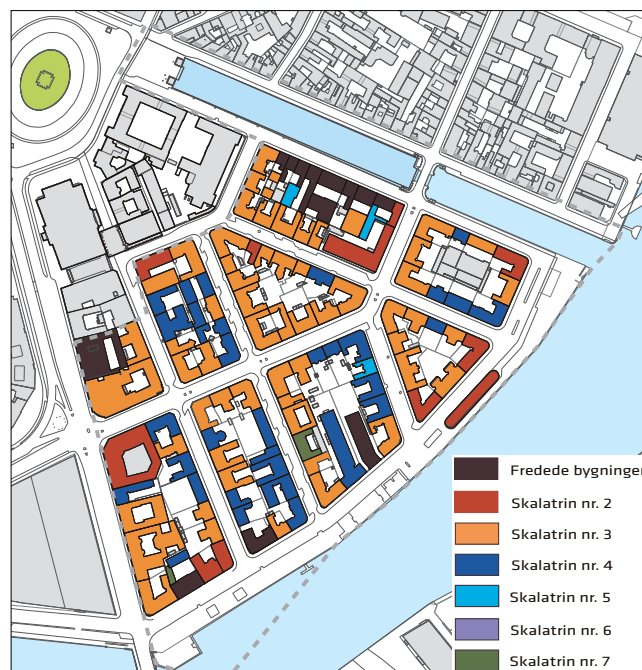 Fredede bygninger
Skalatrin nr. 2
Skalatrin nr. 3
Skalatrin nr. 4
Skalatrin nr. 5
Skalatrin nr. 6
Skalatrin nr. 7